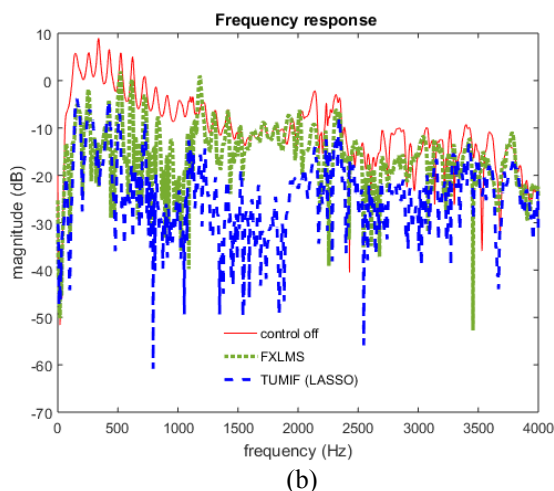 Frequency response
10
0
-10
-20
-30
-40
-50
-60
-70
magnitude (dB)
control off
FXLMS
TUMIF (LASSO)
0 500 1000 1500 2000 2500 3000 3500 4000
frequency (Hz)
(b)